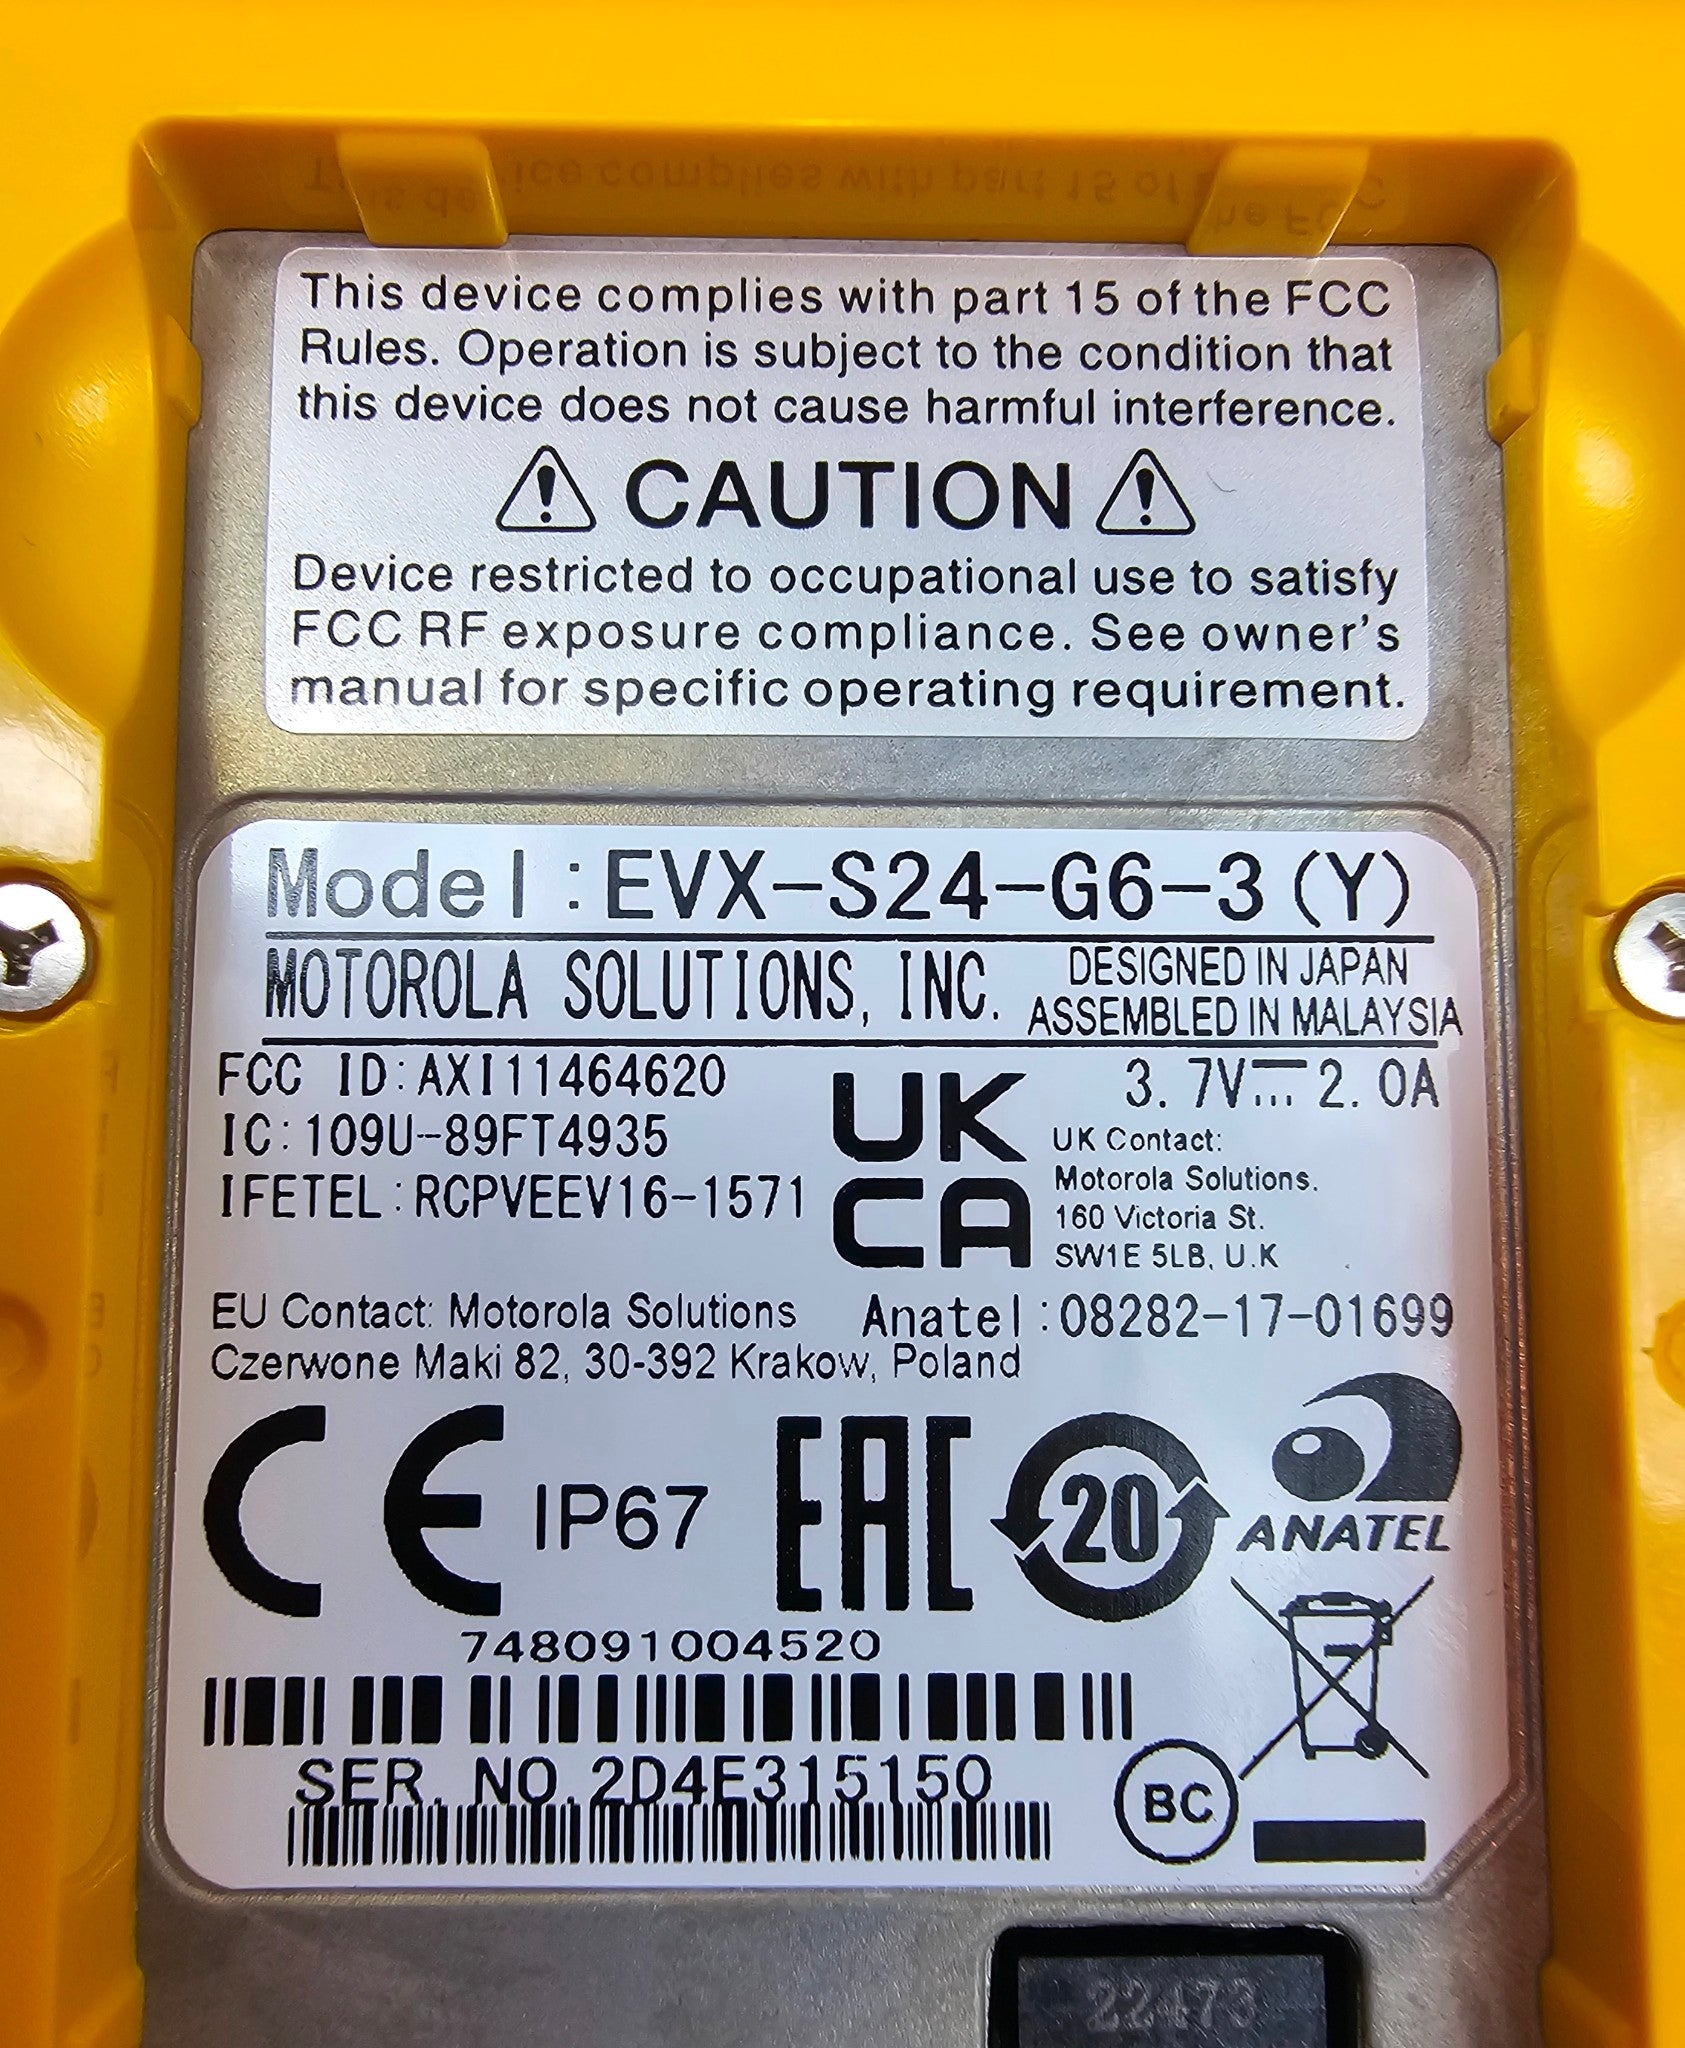 This device complies with part 15 of the FCC
Rules. Operation is subject to the condition that
this device does not cause harmful interference.
CAUTION
Device restricted to occupational use to satisfy
FCC RF exposure compliance. See owner's
manual for specific operating requirement.
Model:EVX-S24-G6-3(Y)
MOTOROLA SOLUTIONS, INC.
DESIGNED IN JAPAN
ASSEMBLED IN MALAYSIA
FCC ID:AXI11464620
IC:109U-89FT4935
IFETEL:RCPVEEV16-1571
UK
CA
3.7V⎓2.0A
UK Contact:
Motorola Solutions.
160 Victoria St.
SW1E 5LB, U.K
EU Contact: Motorola Solutions
Czerwone Maki 82, 30-392 Krakow, Poland
Anatel:08282-17-01699
CE
IP67
EAC
20
ANATEL
748091004520
SER. NO.2D4E315150
BC
22473